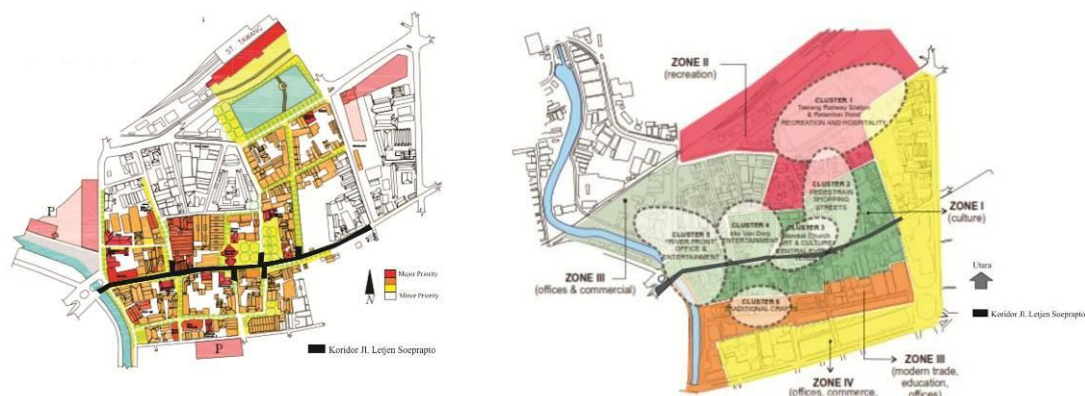 ST. TAWANG
P
P
N
Major Priority
Minor Priority
Koridor Jl. Letjen Soeprapto
ZONE II
(recreation)
CLUSTER 1
Tawang Railway Station
& Retention Pond
RECREATION AND HOSPITALITY
CLUSTER 2
PEDESTRAIN
SHOPPING
STREETS
ZONE I
(culture)
CLUSTER 3
Church
ART & CULTURE
CENTRAL
CLUSTER 4
ENTERTAINMENT
CLUSTER 5
RIVER FRONT
OFFICE &
ENTERTAINMENT
ZONE III
(offices & commercial)
CLUSTER 6
TRADITIONAL CRAFTS
Utara
Koridor Jl. Letjen Soeprapto
ZONE III
(modern trade,
education,
offices)
ZONE IV
(offices, commerce,